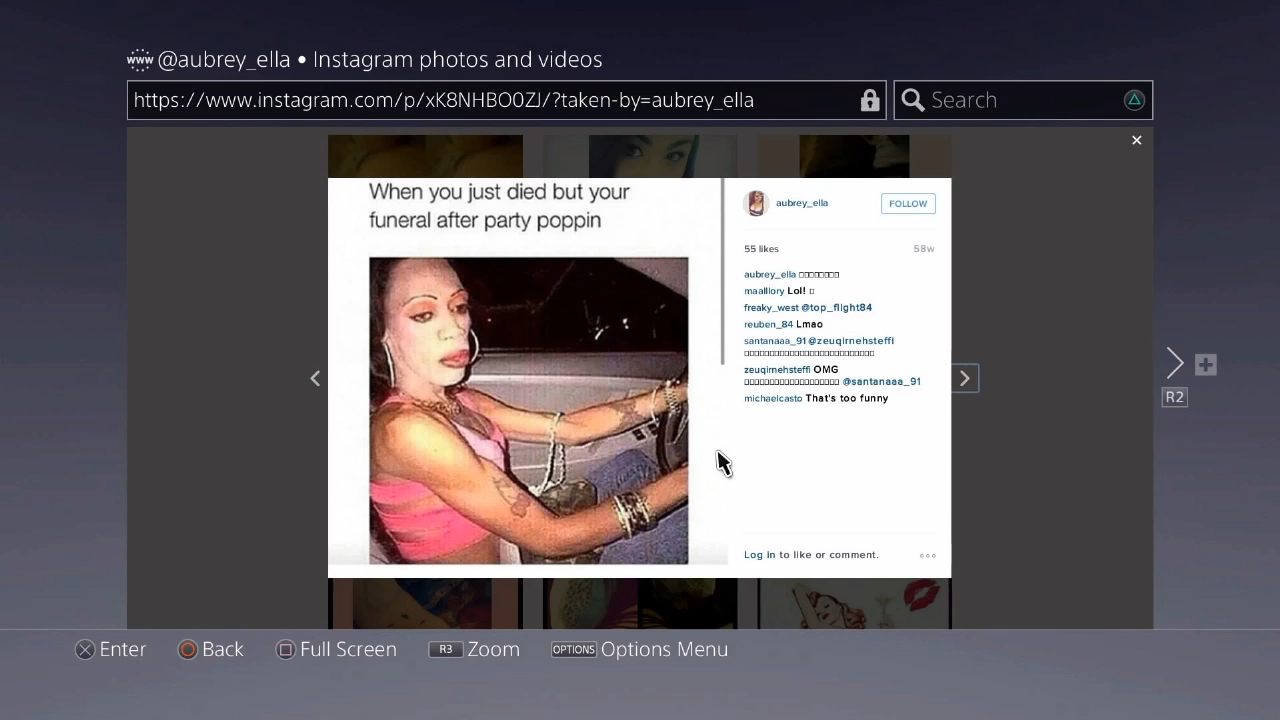 www @aubrey_ella • Instagram photos and videos
https://www.instagram.com/p/xK8NHBO0ZJ/?taken-by=aubrey_ella
Search
When you just died but your
funeral after party poppin
aubrey_ella
FOLLOW
55 likes
58w
aubrey_ella
maalllory Lol!
freaky_west @top_flight84
reuben_84 Lmao
santanaaa_91 @zeuqirnehsteffi
zeuqirnehsteffi OMG
@santanaaa_91
michaelcasto That's too funny
Log in to like or comment.
R2
Enter
Back
Full Screen
R3 Zoom
OPTIONS Options Menu